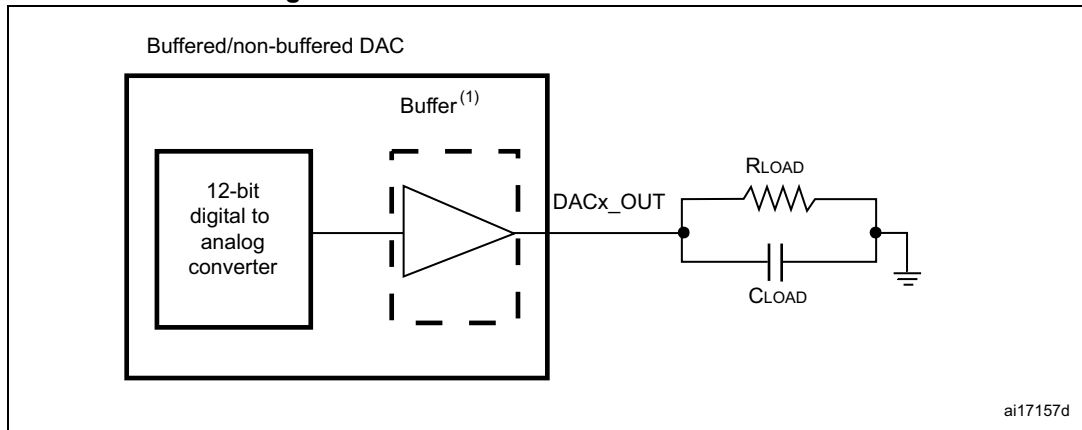 Buffered/non-buffered DAC
Buffer(1)
12-bit
digital to
analog
converter
DACx_OUT
RLOAD
CLOAD
ai17157d